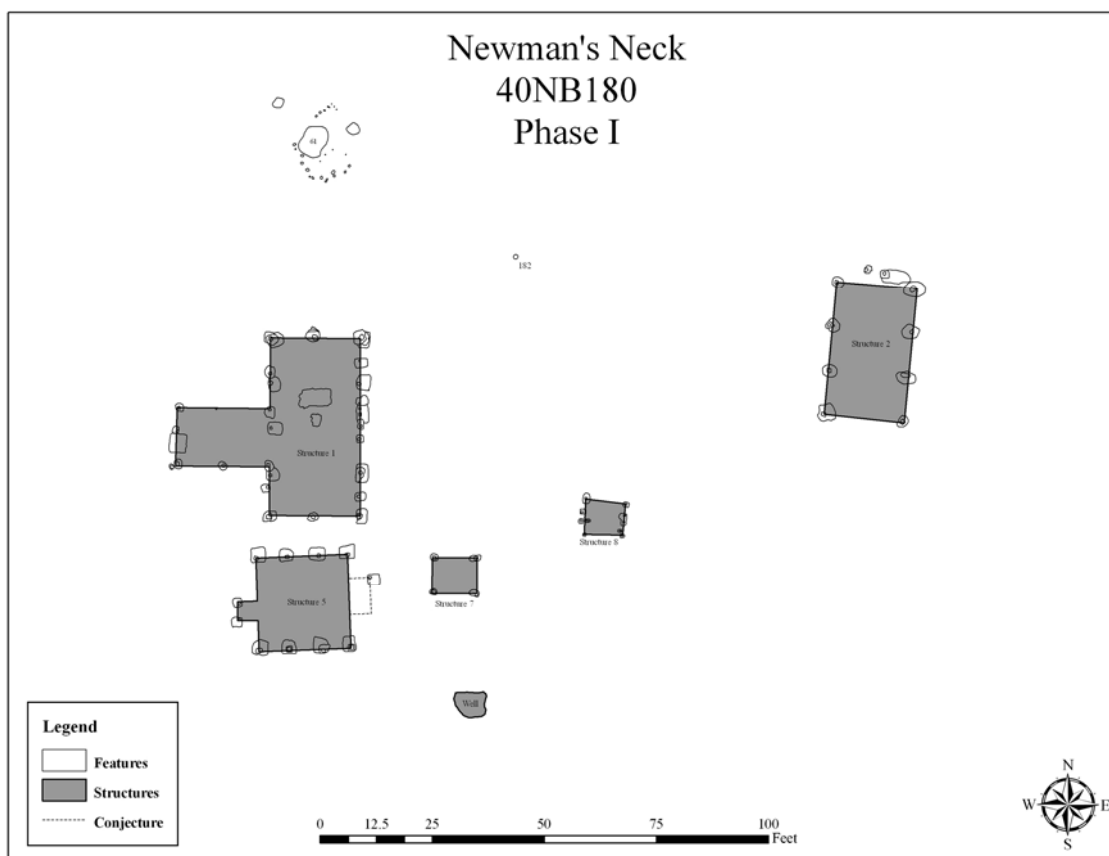 Newman's Neck
40NB180
Phase I
61
182
Structure 2
Structure 1
Structure 8
Structure 5
Structure 7
Well
Legend
Features
Structures
Conjecture
0 12.5 25 50 75 100
Feet
N
W E
S